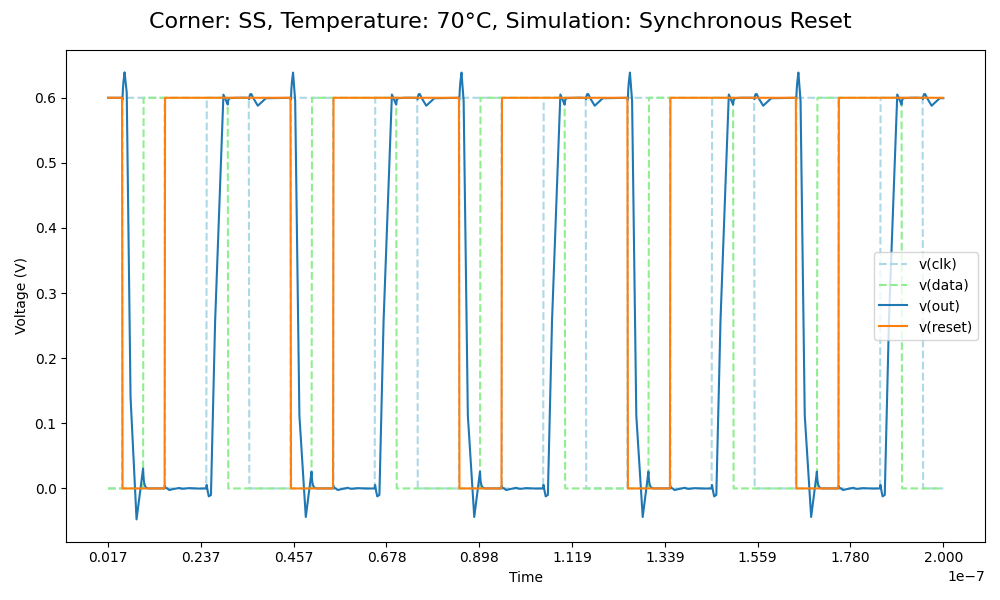 Corner: SS, Temperature: 70°C, Simulation: Synchronous Reset
Voltage (V)
0.6
0.5
0.4
0.3
0.2
0.1
0.0
v(clk)
v(data)
v(out)
v(reset)
0.017 0.237 0.457 0.678 0.898 1.119 1.339 1.559 1.780 2.000
1e−7
Time